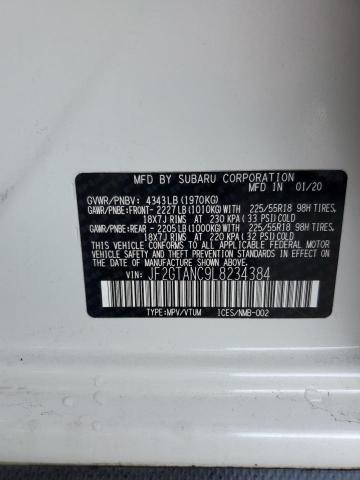 MFD BY SUBARU CORPORATION
MFD IN 01/20
GVWR/PNBV: 4343LB (1970KG)
GAWR/PNBE:FRONT- 2227LB (1010KG)WITH 225/55R18 98H TIRES,
18X7J RIMS AT 230 KPA (33 PSI)COLD
GAWR/PNBE:REAR - 2205LB (1000KG)WITH 225/55R18 98H TIRES,
18X7J RIMS AT 220 KPA (32 PSI)COLD
THIS VEHICLE CONFORMS TO ALL APPLICABLE FEDERAL MOTOR
VEHICLE SAFETY, BUMPER, AND THEFT PREVENTION STANDARDS
IN EFFECT ON THE DATE OF MANUFACTURE SHOWN ABOVE.
VIN: JF2GTANC9L8234384
TYPE:MPV/VTUM ICES/NMB-002